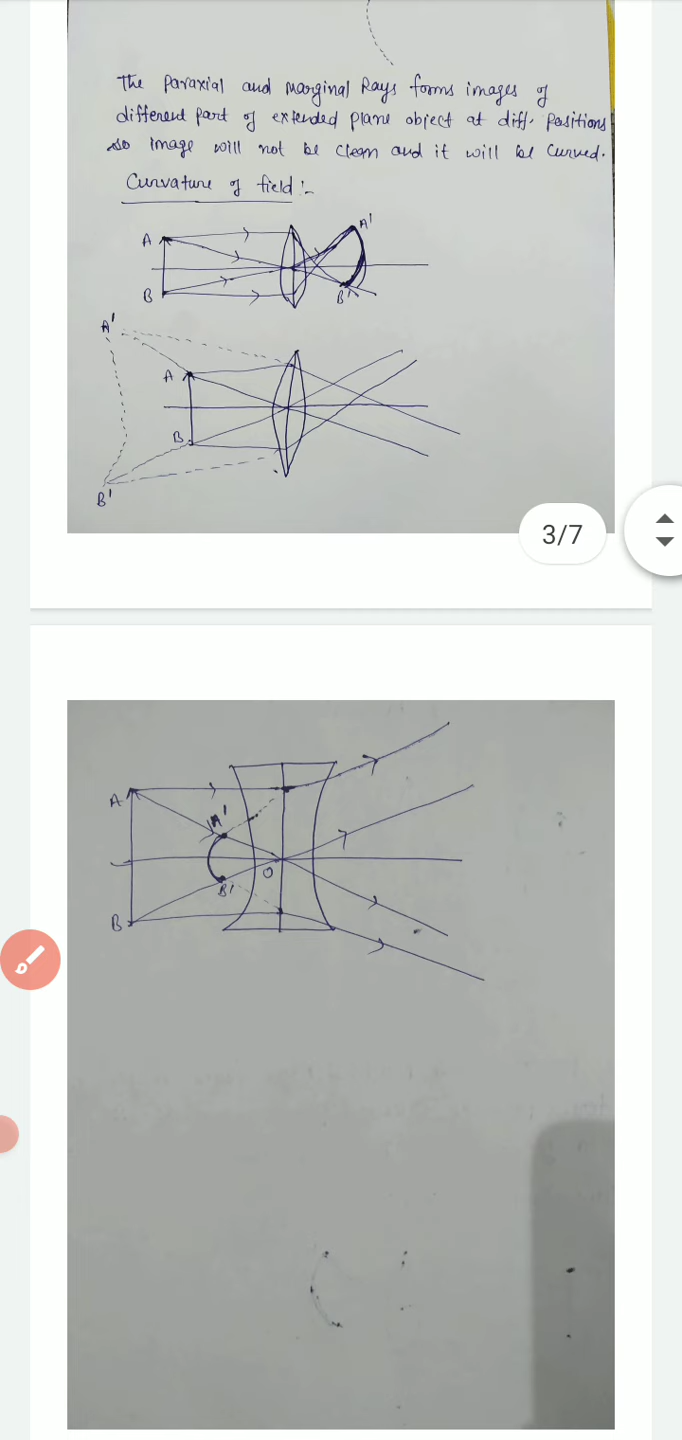 The Paraxial and Marginal Rays forms images of
different part of extended plane object at diff. Positions
so image will not be clean and it will be curved.
Curvature of field :-
A
A'
B
B'
A'
A
B
B'
3/7
A
A'
O
B'
B